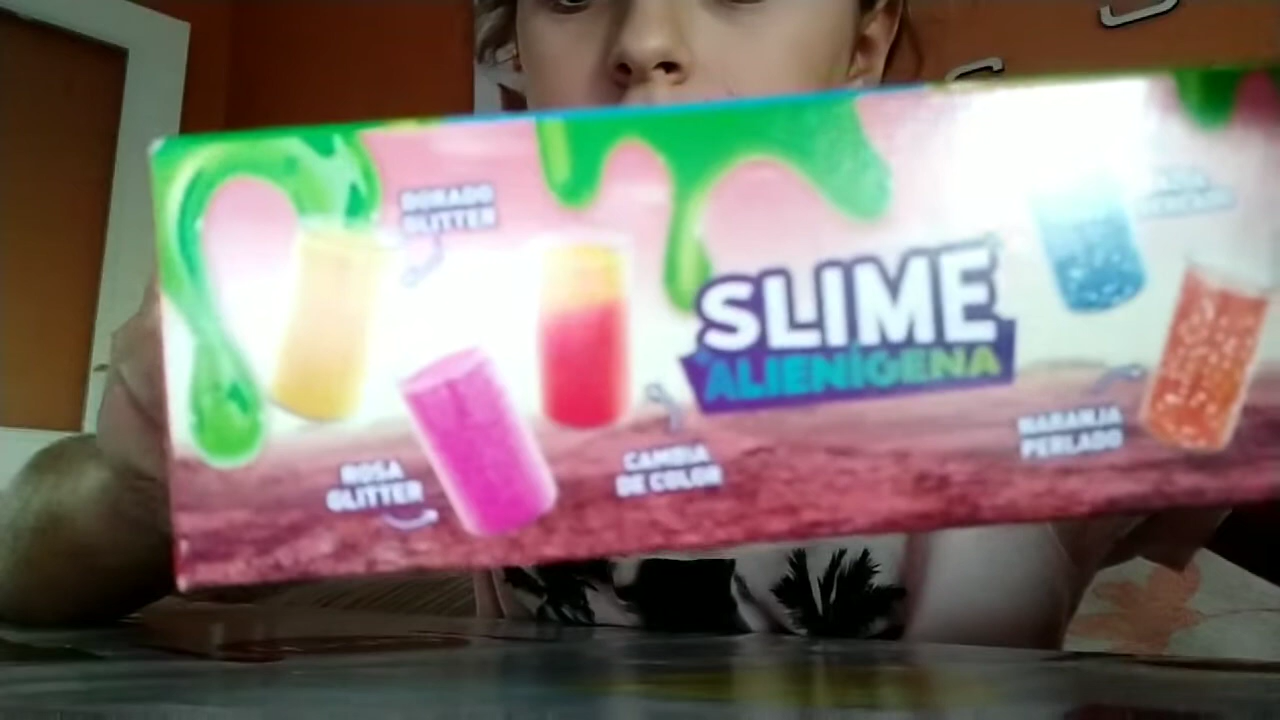 DORADO
GLITTER
ROSA
GLITTER
CAMBIA
DE COLOR
SLIME
ALIENÍGENA
NARANJA
PERLADO